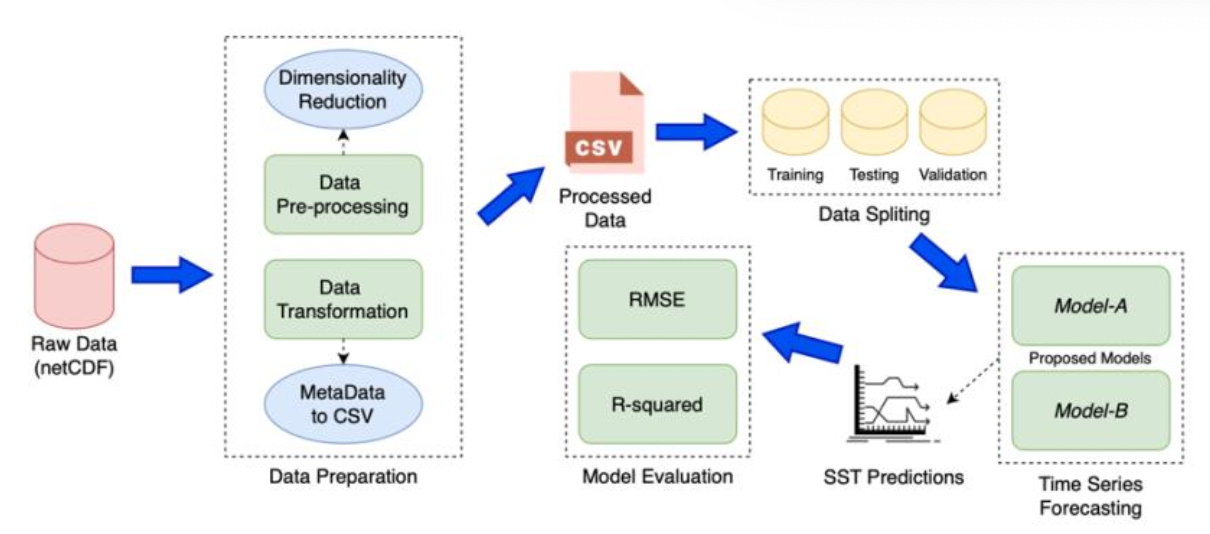 Raw Data
(netCDF)
Dimensionality
Reduction
Data
Pre-processing
Data
Transformation
MetaData
to CSV
Data Preparation
CSV
Processed
Data
Training
Testing
Validation
Data Spliting
Model-A
Proposed Models
Model-B
Time Series
Forecasting
SST Predictions
RMSE
R-squared
Model Evaluation